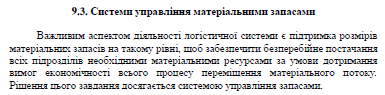 9.3. Системи управління матеріальними запасами
Важливим аспектом діяльності логістичної системи є підтримка розмірів
матеріальних запасів на такому рівні, щоб забезпечити безперебійне постачання
всіх підрозділів необхідними матеріальними ресурсами за умови дотримання
вимог економічності всього процесу переміщення матеріального потоку.
Рішення цього завдання досягається системою управління запасами.